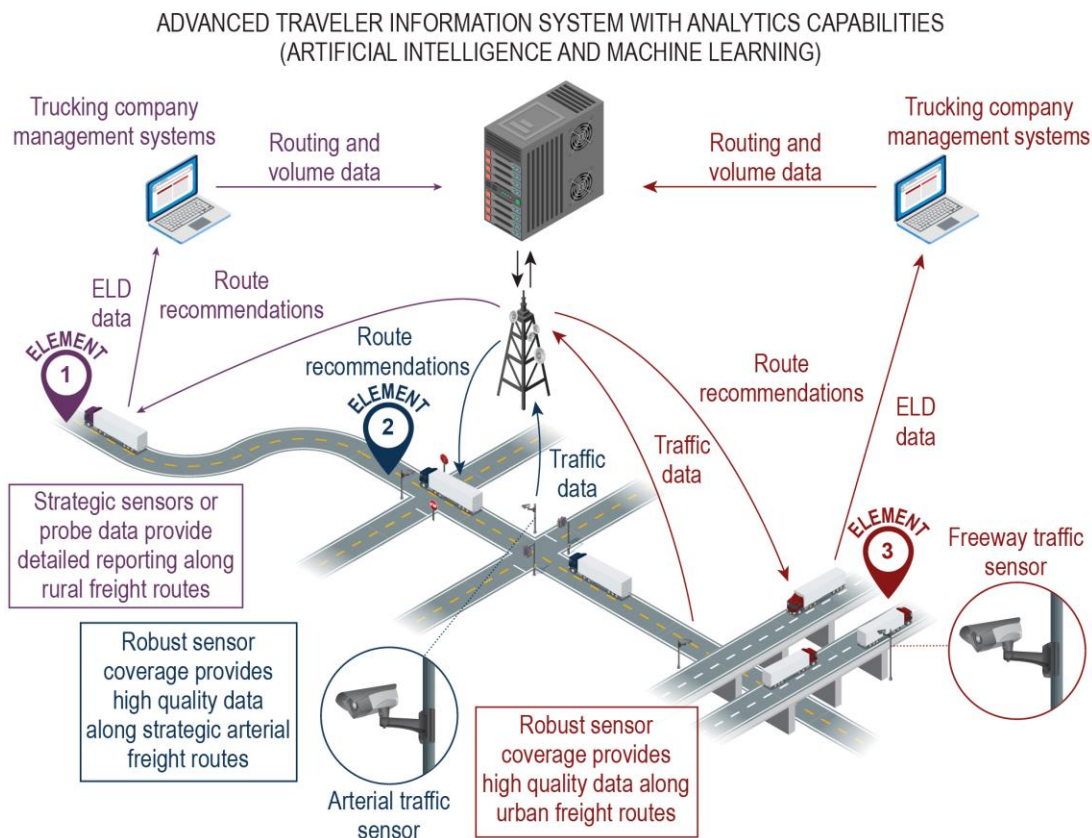 ADVANCED TRAVELER INFORMATION SYSTEM WITH ANALYTICS CAPABILITIES
(ARTIFICIAL INTELLIGENCE AND MACHINE LEARNING)
Trucking company
management systems
Routing and
volume data
Routing and
volume data
Trucking company
management systems
ELD
data
Route
recommendations
Route
recommendations
Route
recommendations
ELD
data
ELEMENT
1
ELEMENT
2
Traffic
data
Traffic
data
ELEMENT
3
Freeway traffic
sensor
Strategic sensors or
probe data provide
detailed reporting along
rural freight routes
Robust sensor
coverage provides
high quality data
along strategic arterial
freight routes
Arterial traffic
sensor
Robust sensor
coverage provides
high quality data along
urban freight routes